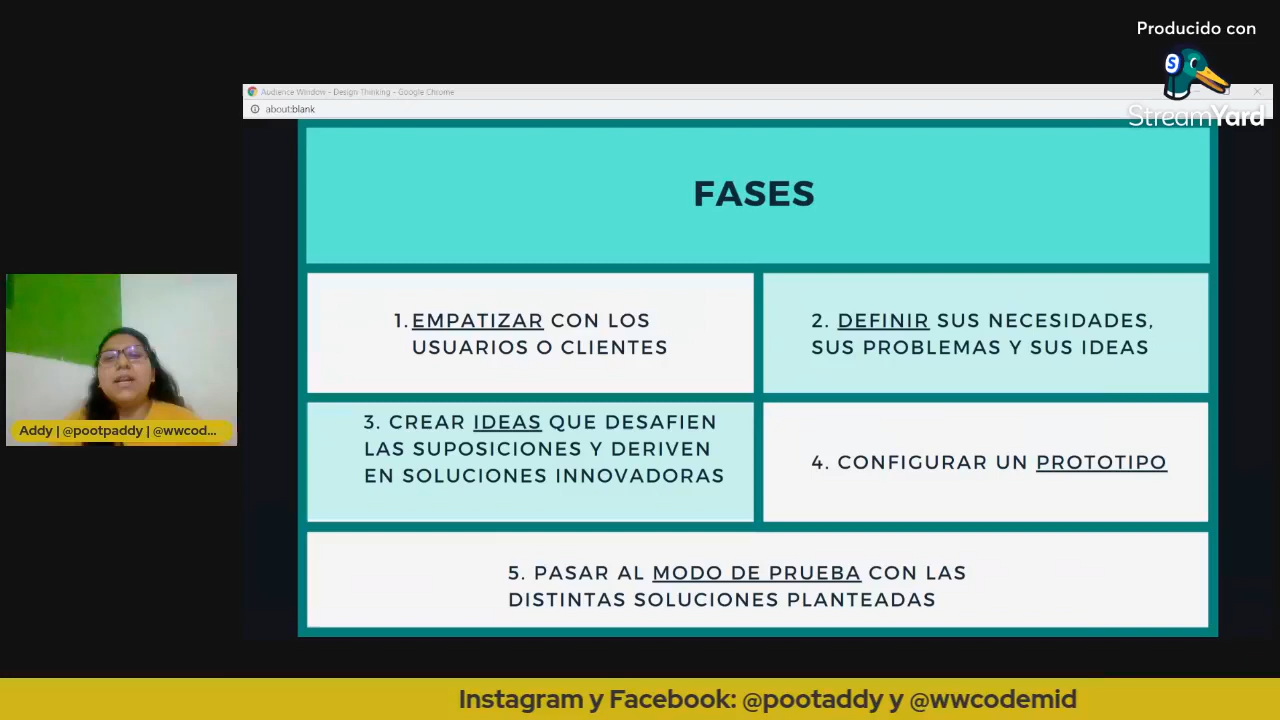 Producido con
StreamYard
Audience Window - Design Thinking - Google Chrome
about:blank
FASES
1. EMPATIZAR CON LOS
USUARIOS O CLIENTES
2. DEFINIR SUS NECESIDADES,
SUS PROBLEMAS Y SUS IDEAS
3. CREAR IDEAS QUE DESAFIEN
LAS SUPOSICIONES Y DERIVEN
EN SOLUCIONES INNOVADORAS
4. CONFIGURAR UN PROTOTIPO
5. PASAR AL MODO DE PRUEBA CON LAS
DISTINTAS SOLUCIONES PLANTEADAS
Addy | @pootpaddy | @wwcod...
Instagram y Facebook: @pootaddy y @wwcodemid